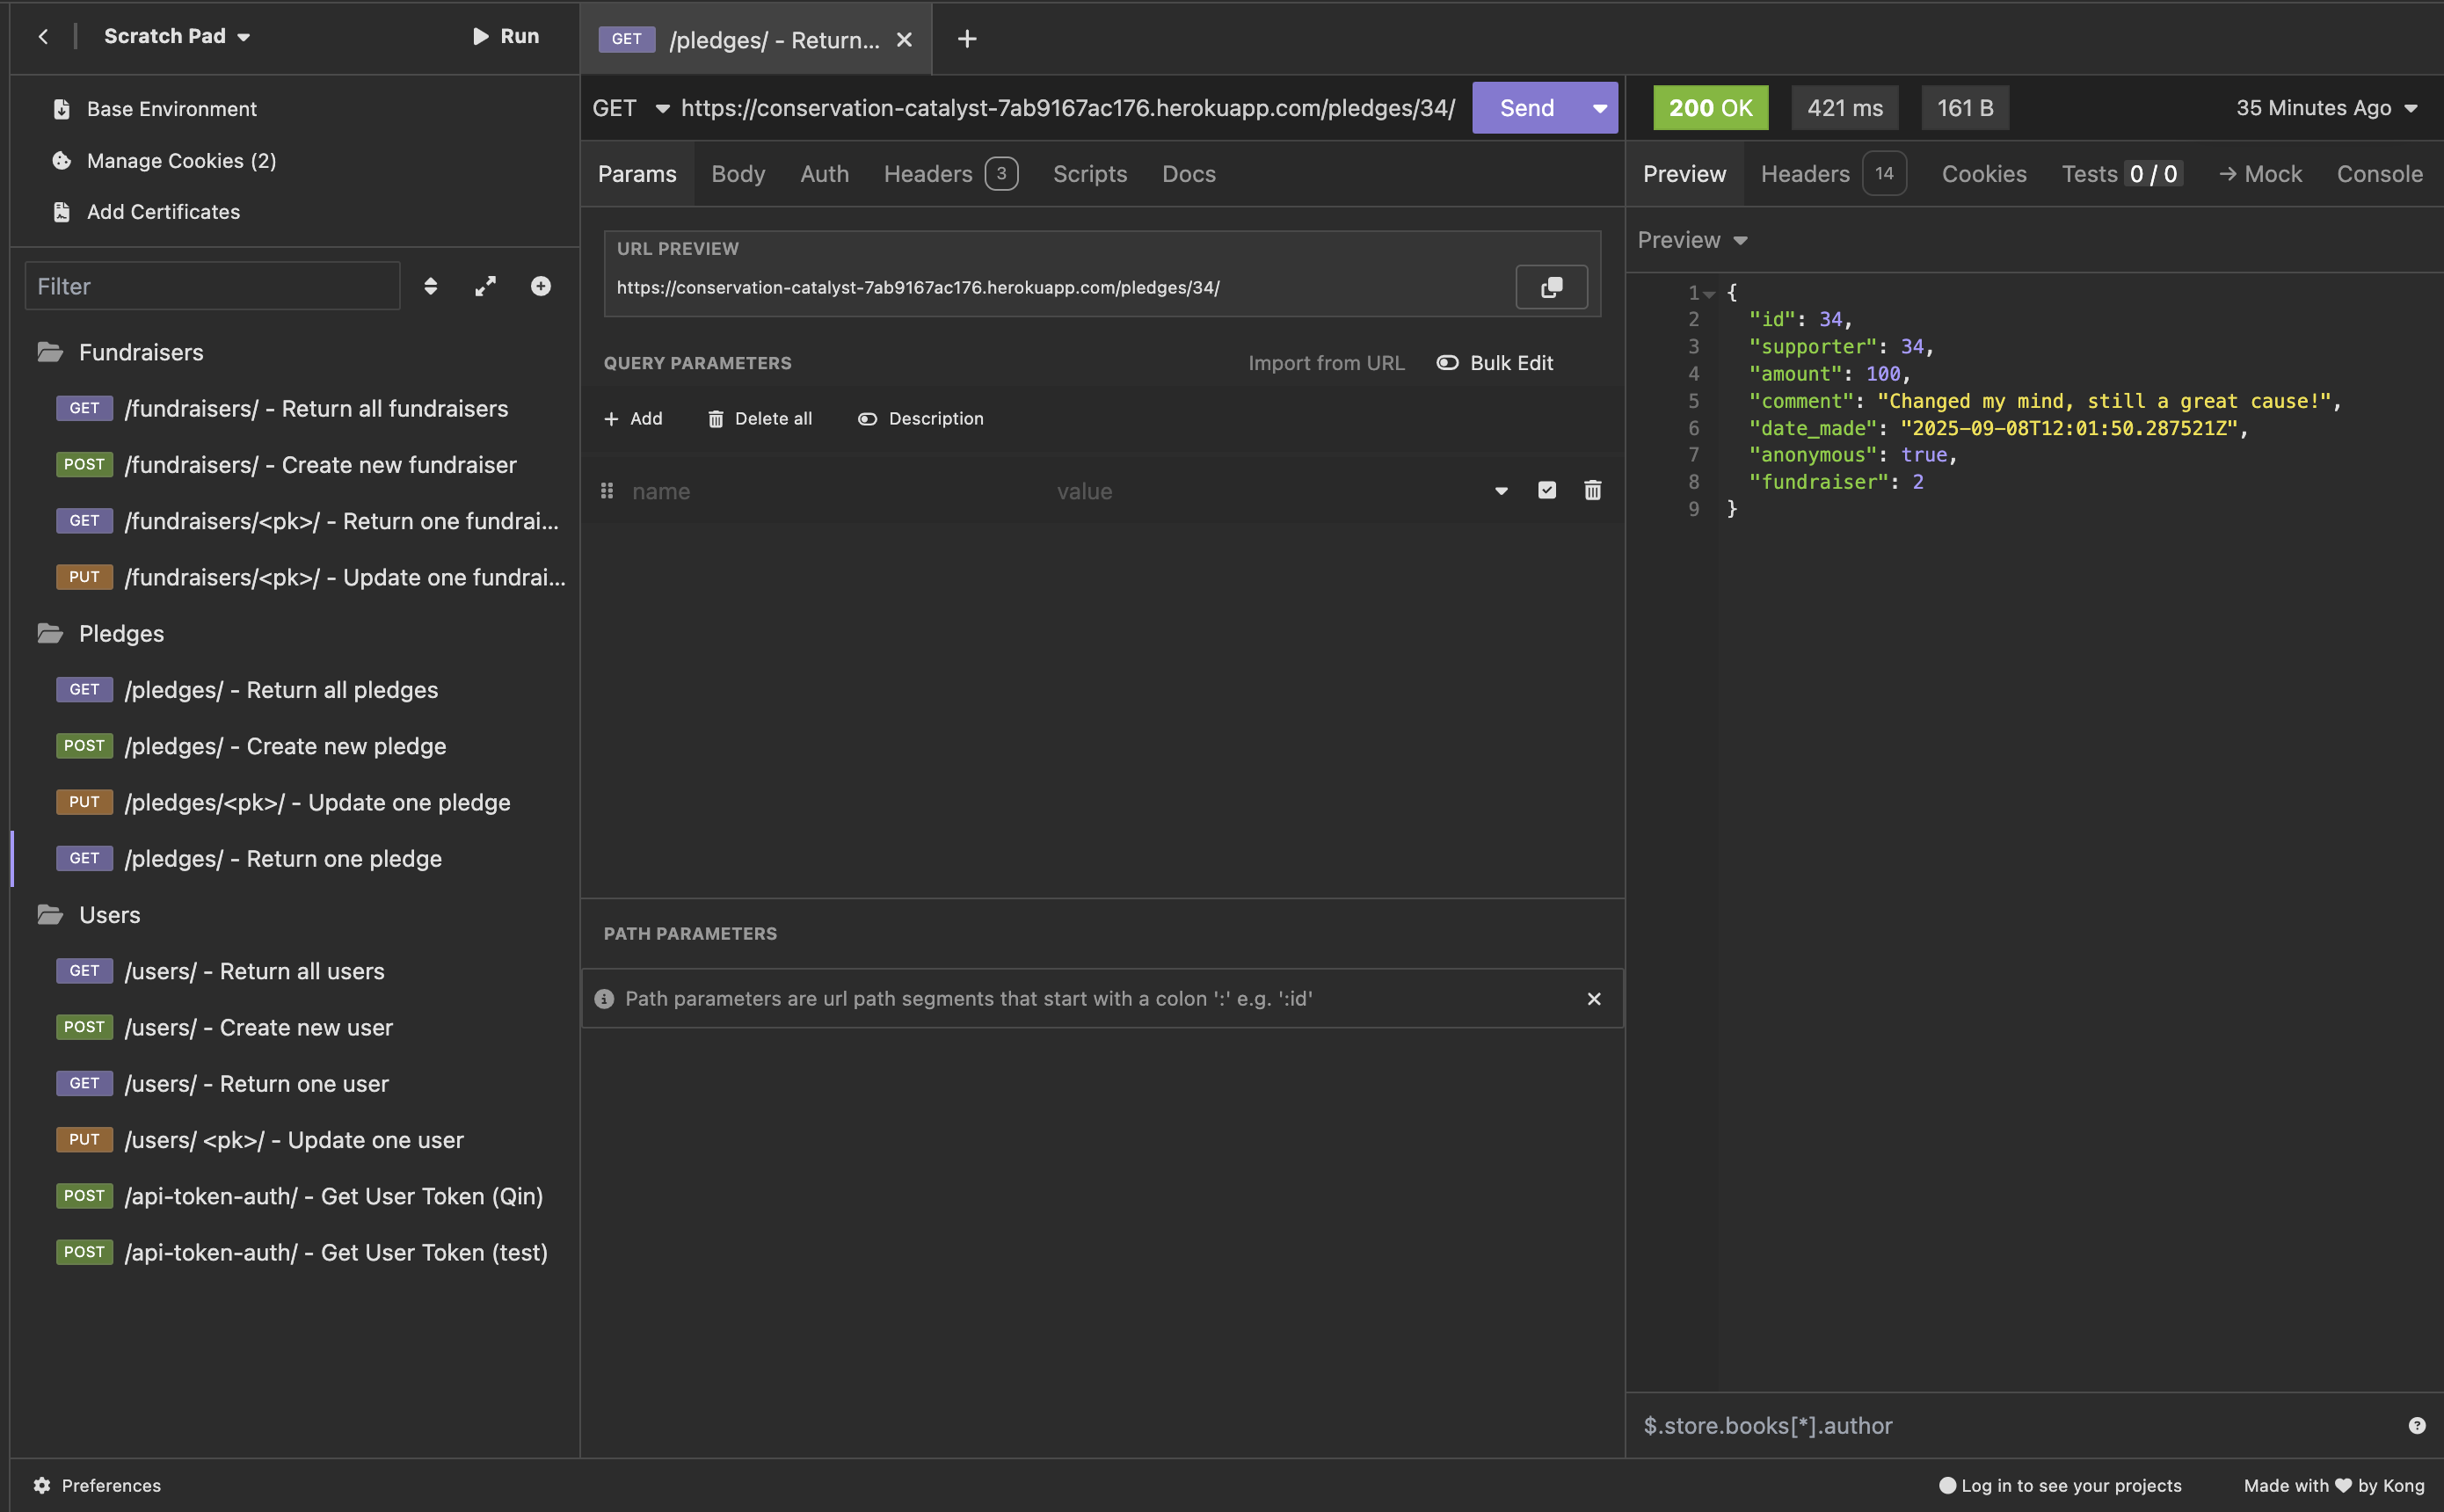 Scratch Pad
Run
Base Environment
Manage Cookies (2)
Add Certificates
Filter
Fundraisers
GET /fundraisers/ - Return all fundraisers
POST /fundraisers/ - Create new fundraiser
GET /fundraisers/<pk>/ - Return one fundrai...
PUT /fundraisers/<pk>/ - Update one fundrai...
Pledges
GET /pledges/ - Return all pledges
POST /pledges/ - Create new pledge
PUT /pledges/<pk>/ - Update one pledge
GET /pledges/ - Return one pledge
Users
GET /users/ - Return all users
POST /users/ - Create new user
GET /users/ - Return one user
PUT /users/ <pk>/ - Update one user
POST /api-token-auth/ - Get User Token (Qin)
POST /api-token-auth/ - Get User Token (test)
Preferences
GET /pledges/ - Return...
GET https://conservation-catalyst-7ab9167ac176.herokuapp.com/pledges/34/ Send
Params Body Auth Headers 3 Scripts Docs
URL PREVIEW
https://conservation-catalyst-7ab9167ac176.herokuapp.com/pledges/34/
QUERY PARAMETERS Import from URL Bulk Edit
Add Delete all Description
name value
PATH PARAMETERS
Path parameters are url path segments that start with a colon ':' e.g. ':id'
200 OK 421 ms 161 B 35 Minutes Ago
Preview Headers 14 Cookies Tests 0 / 0 → Mock Console
Preview
1 {
2 "id": 34,
3 "supporter": 34,
4 "amount": 100,
5 "comment": "Changed my mind, still a great cause!",
6 "date_made": "2025-09-08T12:01:50.287521Z",
7 "anonymous": true,
8 "fundraiser": 2
9 }
$.store.books[*].author
Log in to see your projects Made with ♥ by Kong